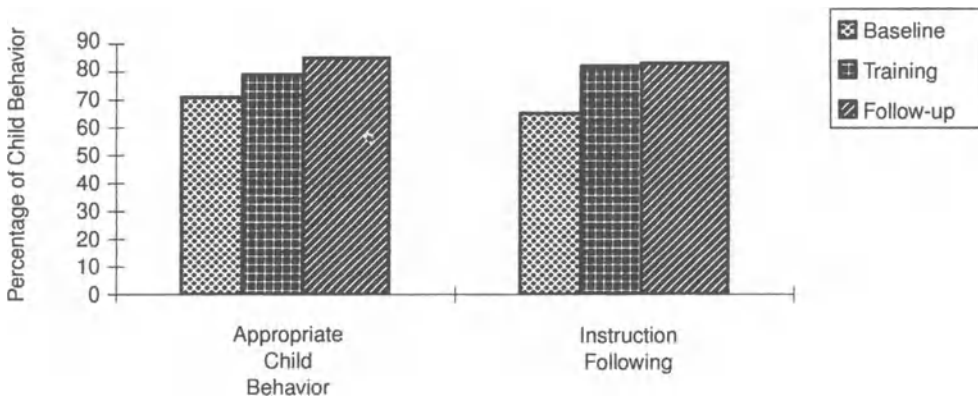 Percentage of Child Behavior
90
80
70
60
50
40
30
20
10
0
Appropriate
Child
Behavior
Instruction
Following
Baseline
Training
Follow-up